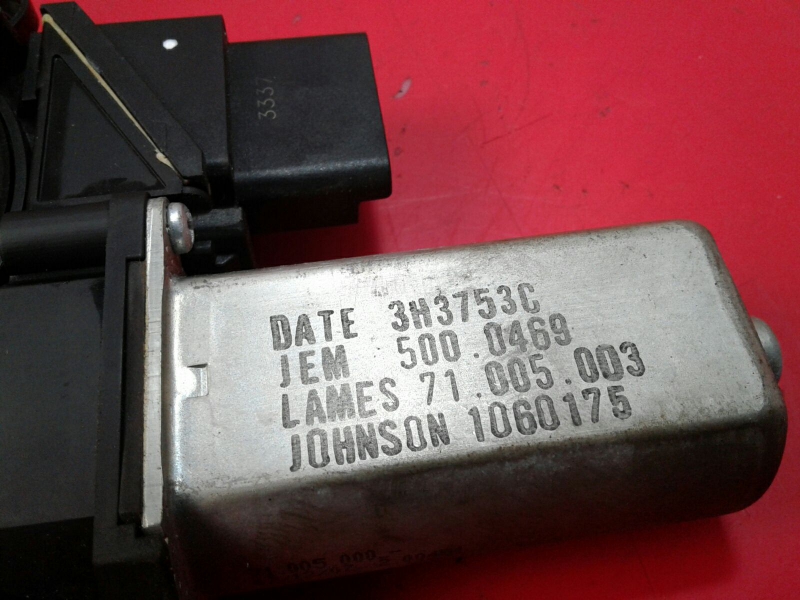 3337
DATE 3H3753C
JEM 500.0469
LAMES 71.005.003
JOHNSON 1060175